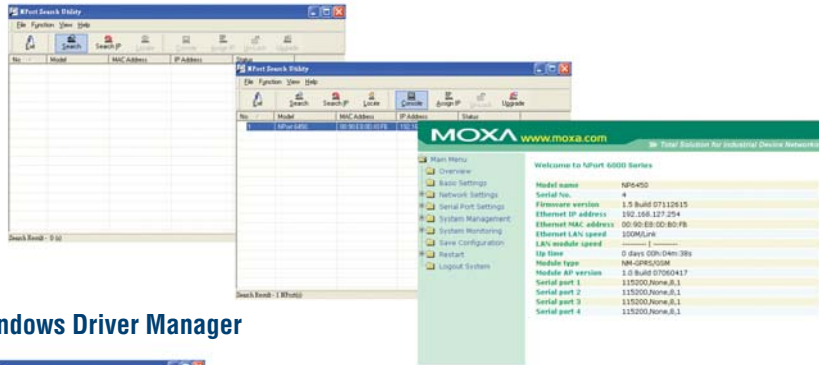 NPort Search Utility
File Function View Help
Exit Search Search IP Locate Console Assign IP Un-Lock Upgrade
No Model MAC Address IP Address Status
Search Result - 0 (s)
NPort Search Utility
File Function View Help
Exit Search Search IP Locate Console Assign IP Un-Lock Upgrade
No Model MAC Address IP Address Status
1 NPort 6450
Search Result - 1 NPort(s)
MOXA www.moxa.com
Total Solution for Industrial Device Networki
Main Menu
Overview
Basic Settings
Network Settings
Serial Port Settings
System Management
System Monitoring
Save Configuration
Restart
Logout System
Welcome to NPort 6000 Series
Model name NP6450
Serial No. 4
Firmware version 1.5 Build 07112615
Ethernet IP address 192.168.127.254
Ethernet MAC address 00:90:E8:0D:B0:FB
Ethernet LAN speed 100M/Link
LAN module speed --------- | ---------
Up time 0 days 00h:04m:38s
Module type NM-GPRS/GSM
Module AP version 1.0 Build 07060417
Serial port 1 115200,None,8,1
Serial port 2 115200,None,8,1
Serial port 3 115200,None,8,1
Serial port 4 115200,None,8,1
ndows Driver Manager